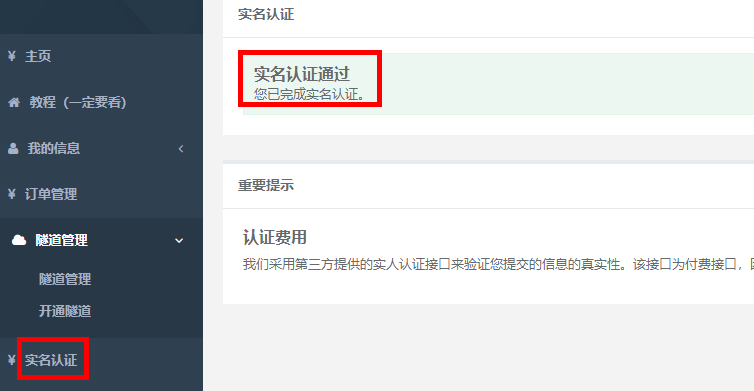 ¥ 主页
教程（一定要看）
我的信息
¥ 订单管理
隧道管理
隧道管理
开通隧道
¥ 实名认证
实名认证
实名认证通过
您已完成实名认证。
重要提示
认证费用
我们采用第三方提供的实人认证接口来验证您提交的信息的真实性。该接口为付费接口，